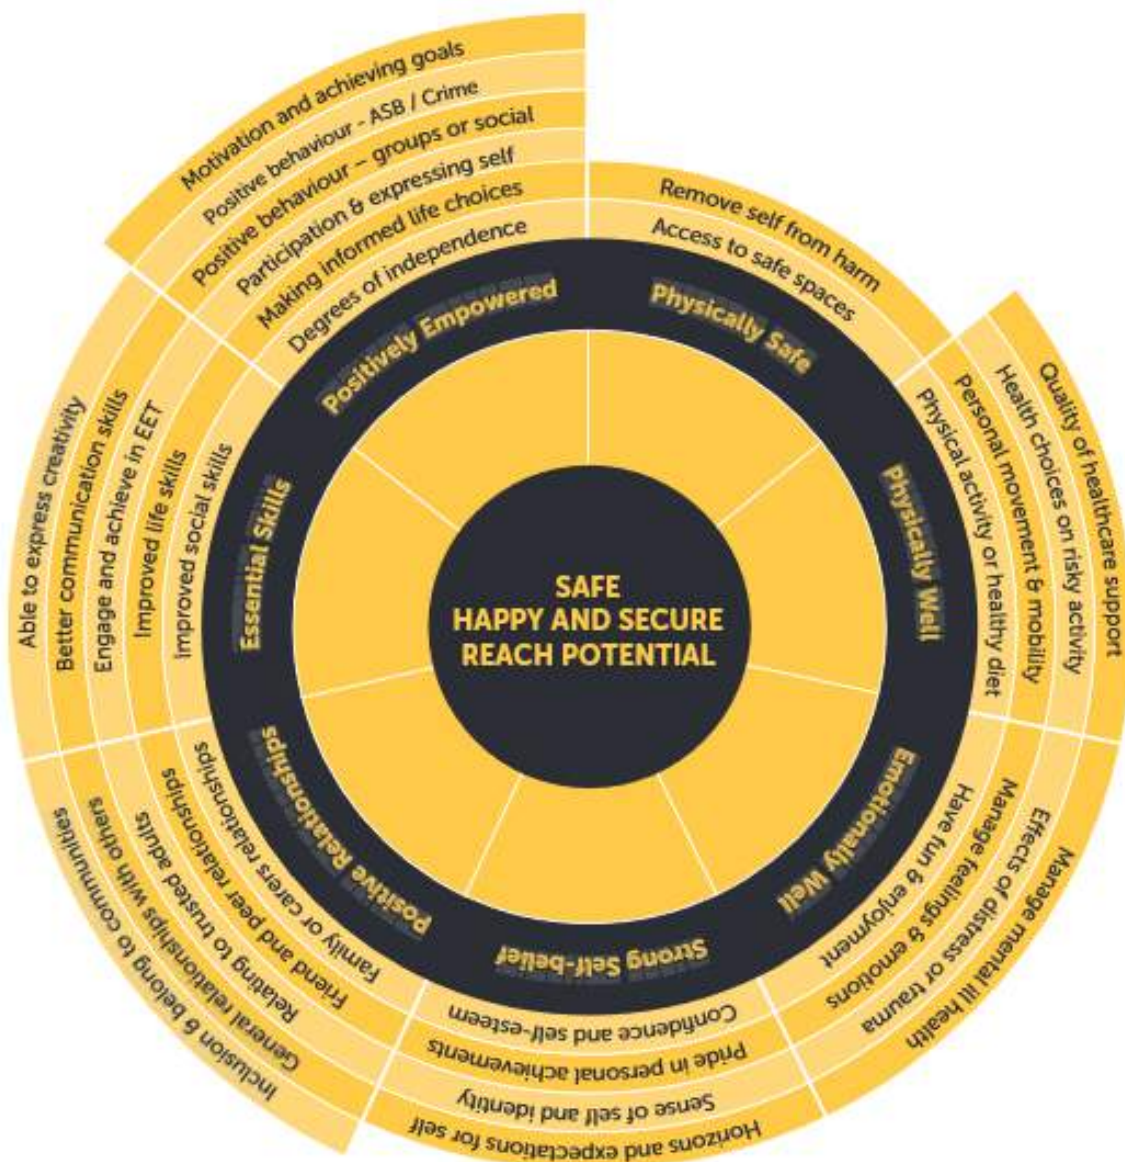 SAFE
HAPPY AND SECURE
REACH POTENTIAL
Physically Safe
Access to safe spaces
Remove self from harm
Physically Well
Physical activity or healthy diet
Personal movement & mobility
Health choices on risky activity
Quality of healthcare support
Emotionally Well
Have fun & enjoyment
Manage feelings & emotions
Effects of distress or trauma
Manage mental ill health
Strong Self-belief
Confidence and self-esteem
Pride in personal achievements
Sense of self and identity
Horizons and expectations for self
Positive Relationships
Family or carers relationships
Friend and peer relationships
Relating to trusted adults
General relationships with others
Inclusion & belong to communities
Essential Skills
Improved social skills
Improved life skills
Engage and achieve in EET
Better communication skills
Able to express creativity
Positively Empowered
Degrees of independence
Making informed life choices
Participation & expressing self
Positive behaviour – groups or social
Positive behaviour - ASB / Crime
Motivation and achieving goals